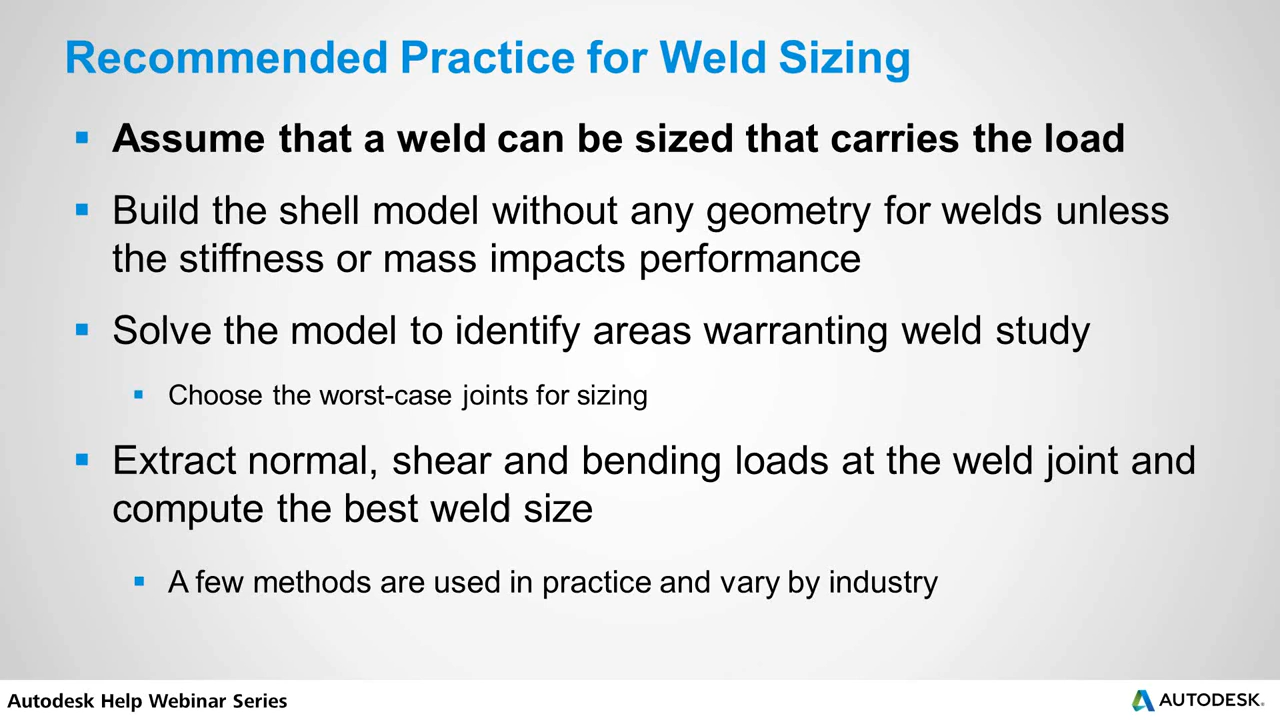 Recommended Practice for Weld Sizing
Assume that a weld can be sized that carries the load
Build the shell model without any geometry for welds unless
the stiffness or mass impacts performance
Solve the model to identify areas warranting weld study
Choose the worst-case joints for sizing
Extract normal, shear and bending loads at the weld joint and
compute the best weld size
A few methods are used in practice and vary by industry
Autodesk Help Webinar Series
AUTODESK®